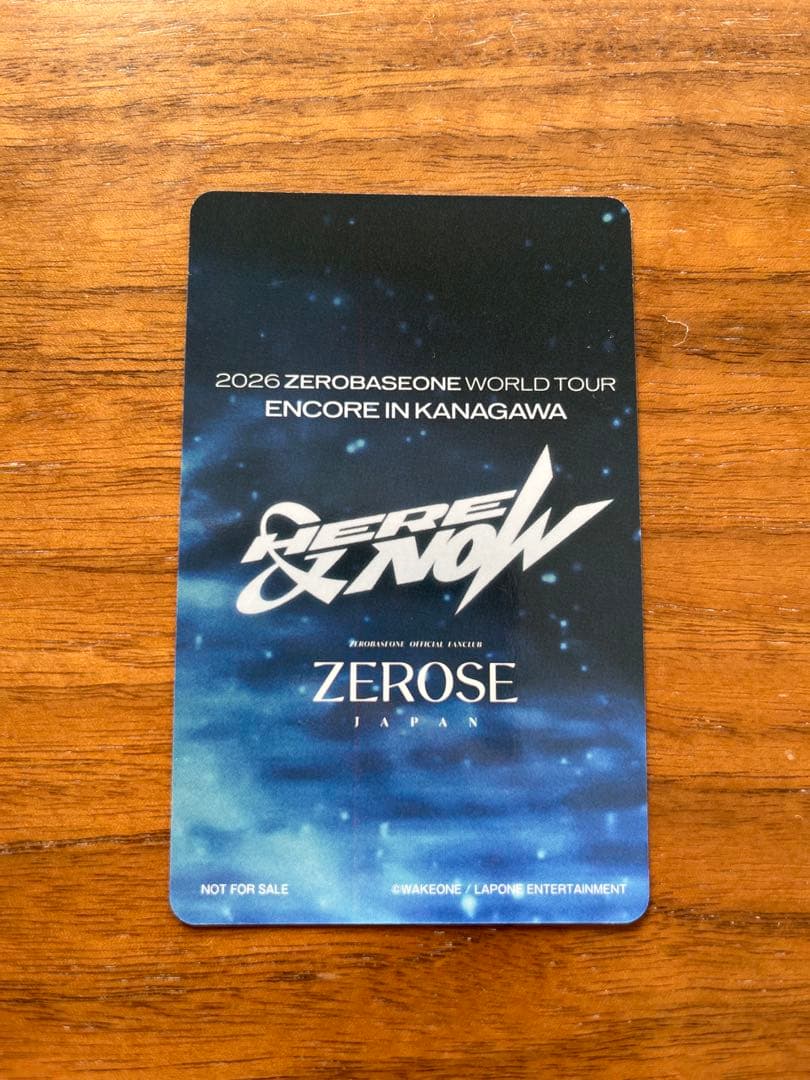 2026 ZEROBASEONE WORLD TOUR
ENCORE IN KANAGAWA
HERE
& NOW
ZEROBASEONE OFFICIAL FANCLUB
ZEROSE
JAPAN
NOT FOR SALE
©WAKEONE / LAPONE ENTERTAINMENT